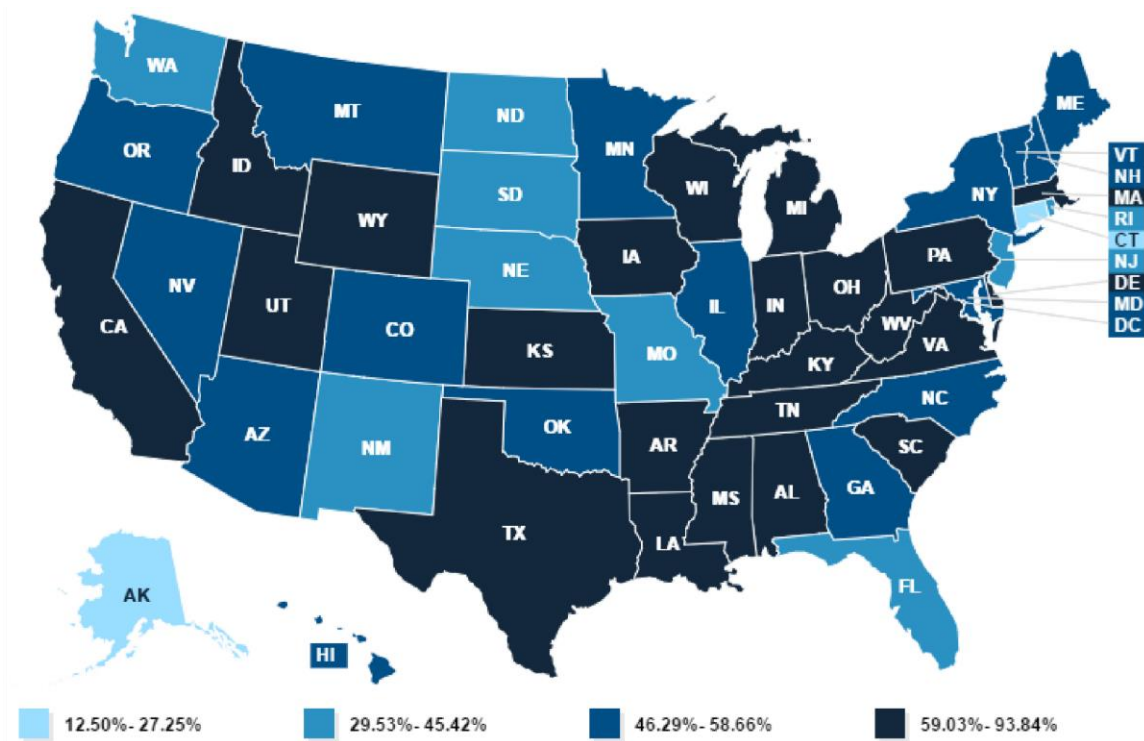 WA
MT
ND
MN
ME
OR
ID
SD
WI
NY
VT
NH
MA
RI
CT
NJ
DE
MD
DC
WY
MI
IA
NE
PA
NV
UT
CO
IL
IN
OH
WV
CA
KS
MO
KY
VA
TN
NC
AZ
NM
OK
AR
SC
MS
AL
GA
TX
LA
FL
AK
HI
12.50%- 27.25%
29.53%- 45.42%
46.29%- 58.66%
59.03%- 93.84%